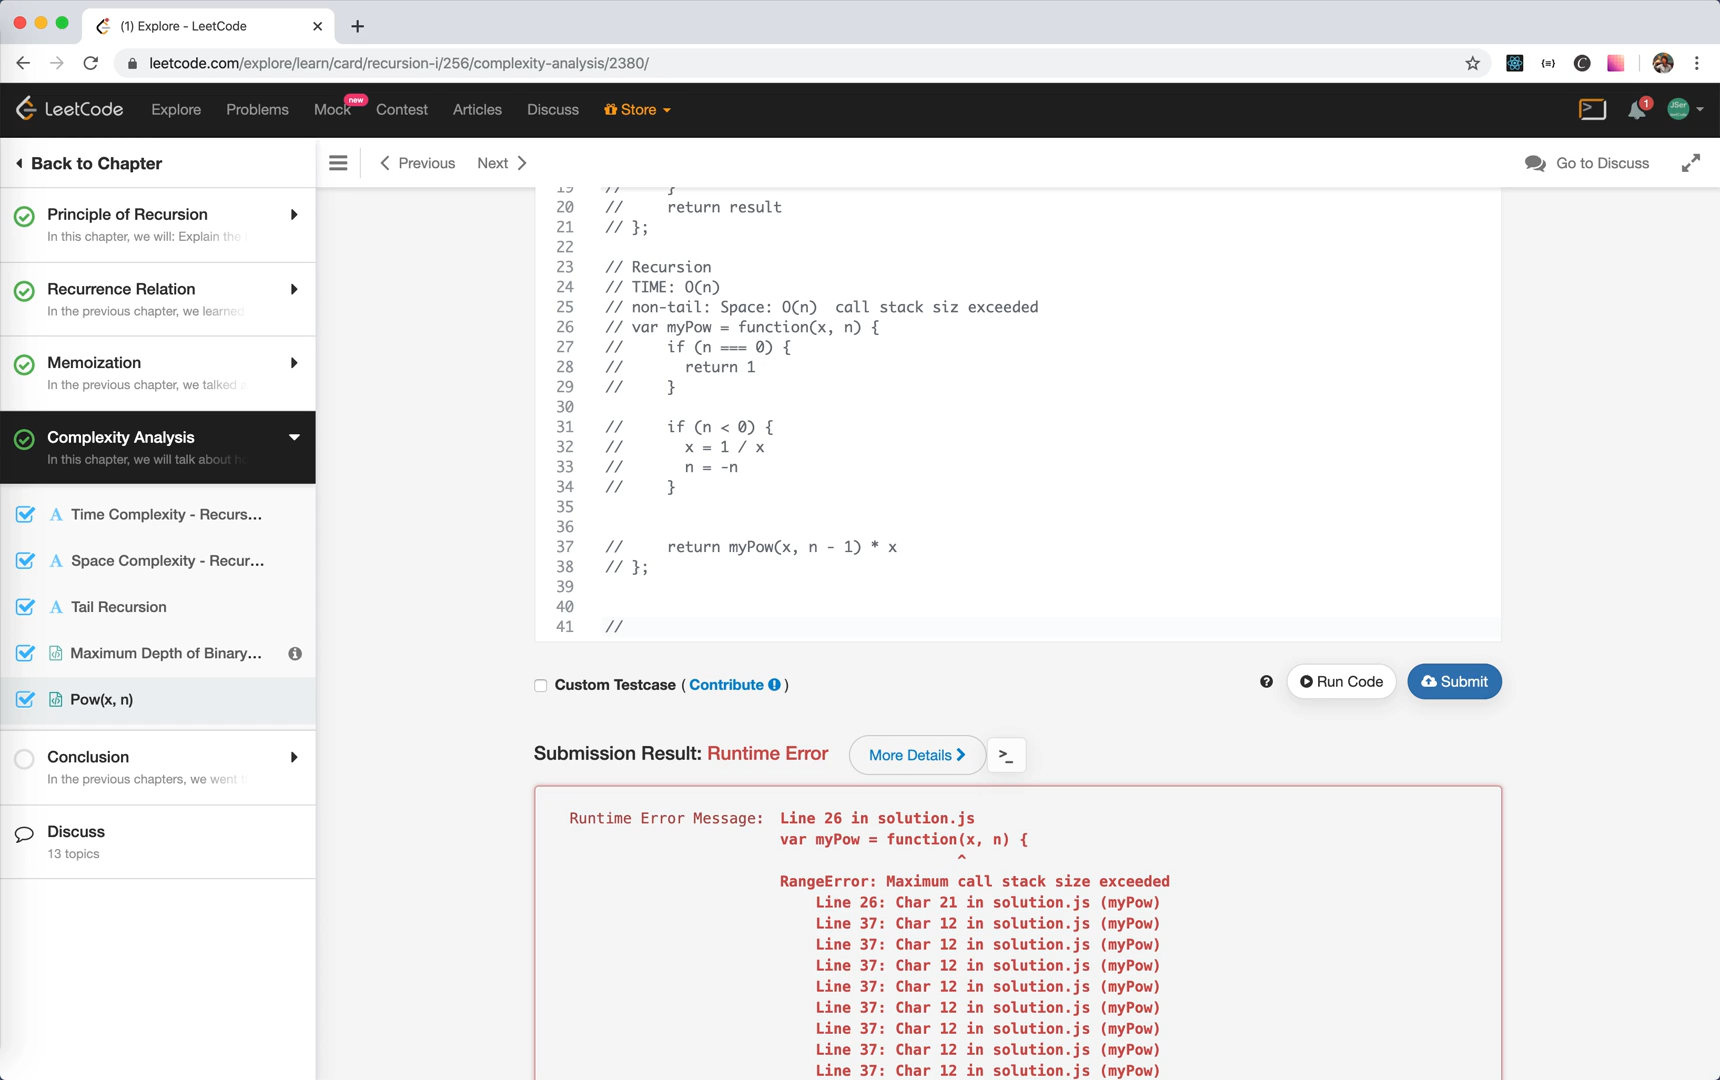 (1) Explore - LeetCode
leetcode.com/explore/learn/card/recursion-i/256/complexity-analysis/2380/
LeetCode Explore Problems Mock new Contest Articles Discuss Store 1
Back to Chapter
Previous Next Go to Discuss
Principle of Recursion
In this chapter, we will: Explain the
Recurrence Relation
In the previous chapter, we learned
Memoization
In the previous chapter, we talked
Complexity Analysis
In this chapter, we will talk about
A Time Complexity - Recurs...
A Space Complexity - Recur...
A Tail Recursion
Maximum Depth of Binary...
Pow(x, n)
Conclusion
In the previous chapters, we went
Discuss
13 topics
19 // }
20 // return result
21 // };
22
23 // Recursion
24 // TIME: O(n)
25 // non-tail: Space: O(n)  call stack siz exceeded
26 // var myPow = function(x, n) {
27 // if (n === 0) {
28 // return 1
29 // }
30
31 // if (n < 0) {
32 // x = 1 / x
33 // n = -n
34 // }
35
36
37 // return myPow(x, n - 1) * x
38 // };
39
40
41 //
Custom Testcase ( Contribute ! )
? Run Code Submit
Submission Result: Runtime Error More Details >_
Runtime Error Message: Line 26 in solution.js
var myPow = function(x, n) {
^
RangeError: Maximum call stack size exceeded
Line 26: Char 21 in solution.js (myPow)
Line 37: Char 12 in solution.js (myPow)
Line 37: Char 12 in solution.js (myPow)
Line 37: Char 12 in solution.js (myPow)
Line 37: Char 12 in solution.js (myPow)
Line 37: Char 12 in solution.js (myPow)
Line 37: Char 12 in solution.js (myPow)
Line 37: Char 12 in solution.js (myPow)
Line 37: Char 12 in solution.js (myPow)